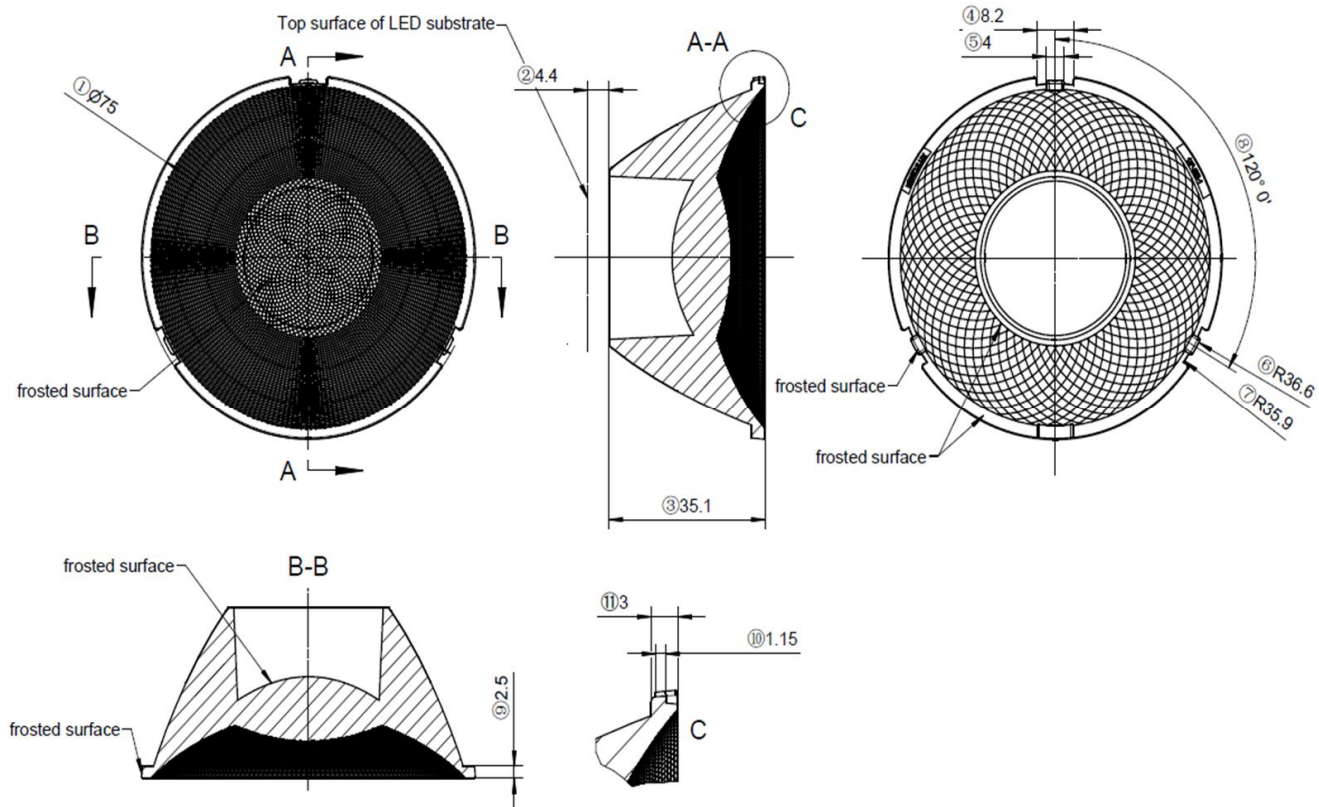 Top surface of LED substrate
A
A-A
④8.2
⑤4
①Ø75
②4.4
C
⑧120° 0'
B
B
⑥R36.6
⑦R35.9
frosted surface
frosted surface
frosted surface
A
③35.1
frosted surface
B-B
⑪3
⑩1.15
⑨2.5
frosted surface
C